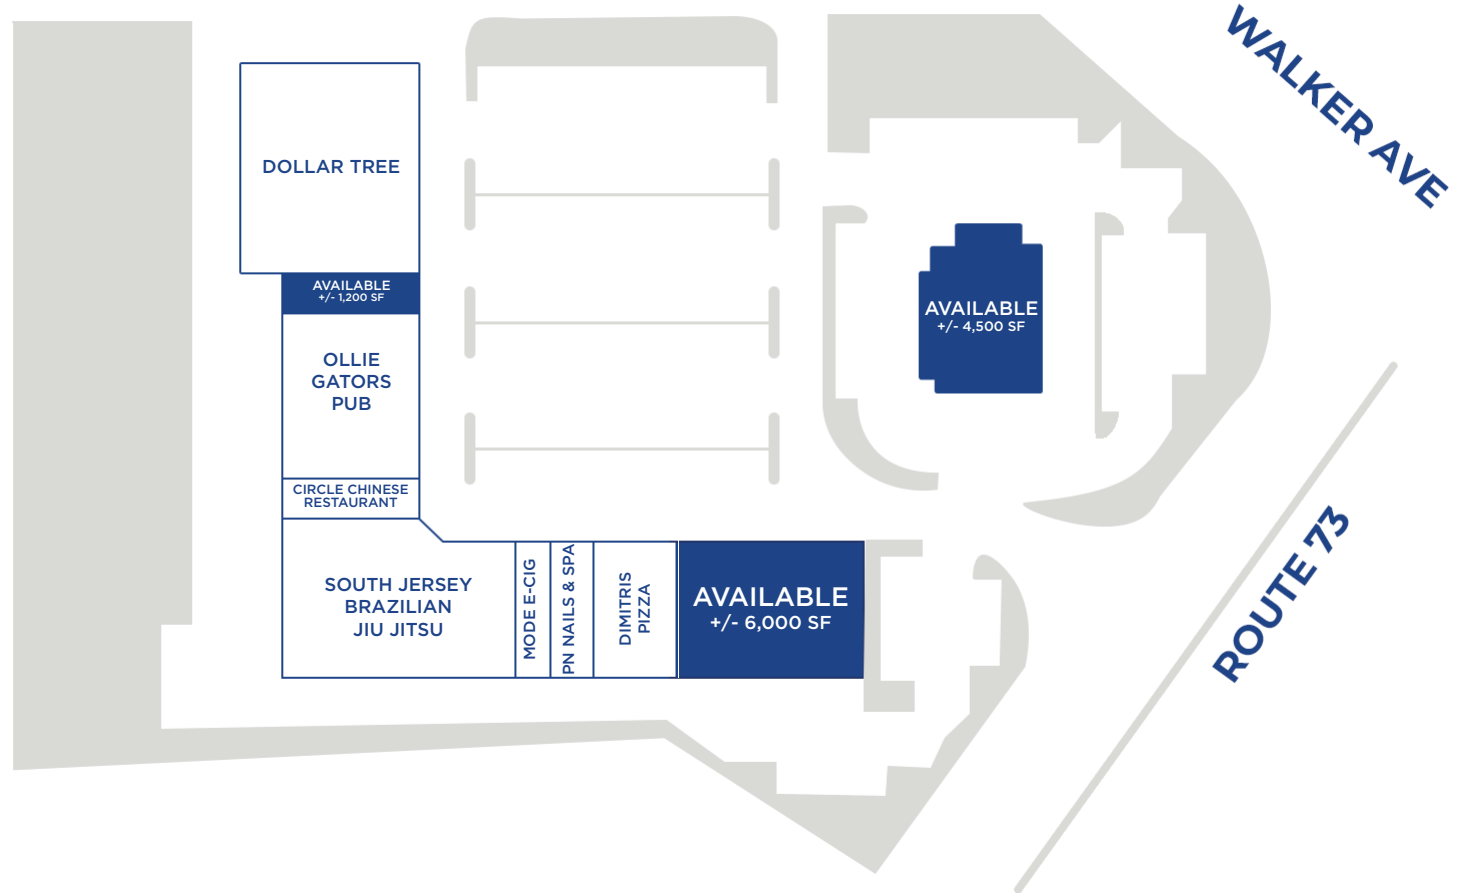 WALKER AVE
DOLLAR TREE
AVAILABLE
+/- 1,200 SF
OLLIE
GATORS
PUB
CIRCLE CHINESE
RESTAURANT
SOUTH JERSEY
BRAZILIAN
JIU JITSU
MODE E-CIG
PN NAILS & SPA
DIMITRIS
PIZZA
AVAILABLE
+/- 6,000 SF
AVAILABLE
+/- 4,500 SF
ROUTE 73